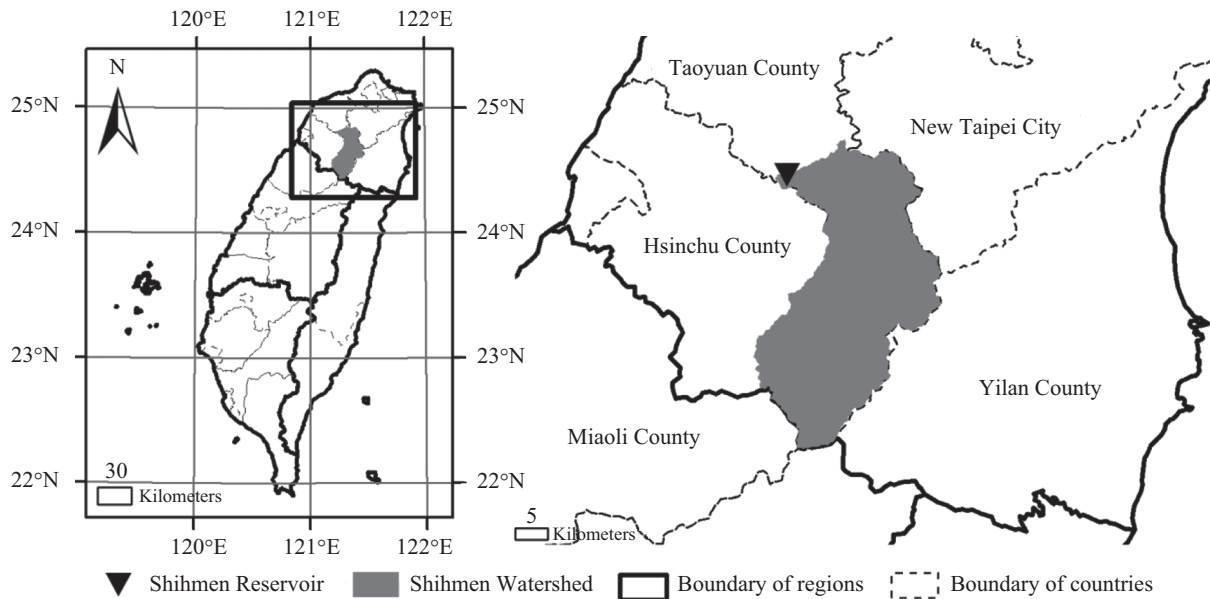 120°E 121°E 122°E
N
25°N
24°N
23°N
22°N
30
Kilometers
120°E 121°E 122°E
25°N
24°N
23°N
22°N
Taoyuan County
New Taipei City
Hsinchu County
Yilan County
Miaoli County
5
Kilometers
Shihmen Reservoir Shihmen Watershed Boundary of regions Boundary of countries